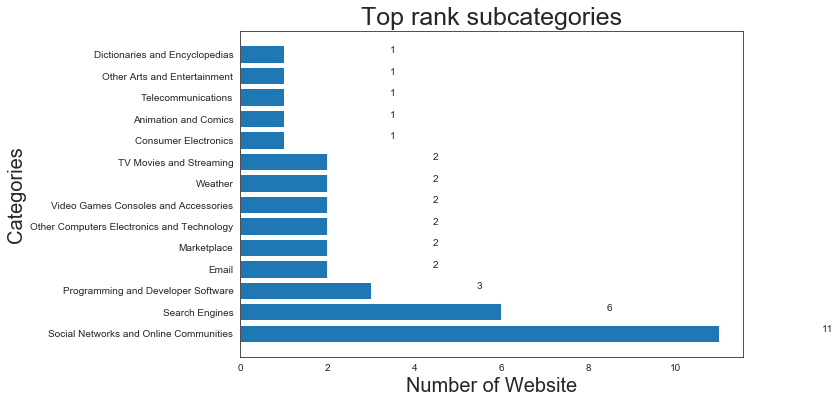 Top rank subcategories
Categories
Dictionaries and Encyclopedias 1
Other Arts and Entertainment 1
Telecommunications 1
Animation and Comics 1
Consumer Electronics 1
TV Movies and Streaming 2
Weather 2
Video Games Consoles and Accessories 2
Other Computers Electronics and Technology 2
Marketplace 2
Email 2
Programming and Developer Software 3
Search Engines 6
Social Networks and Online Communities 11
0 2 4 6 8 10
Number of Website